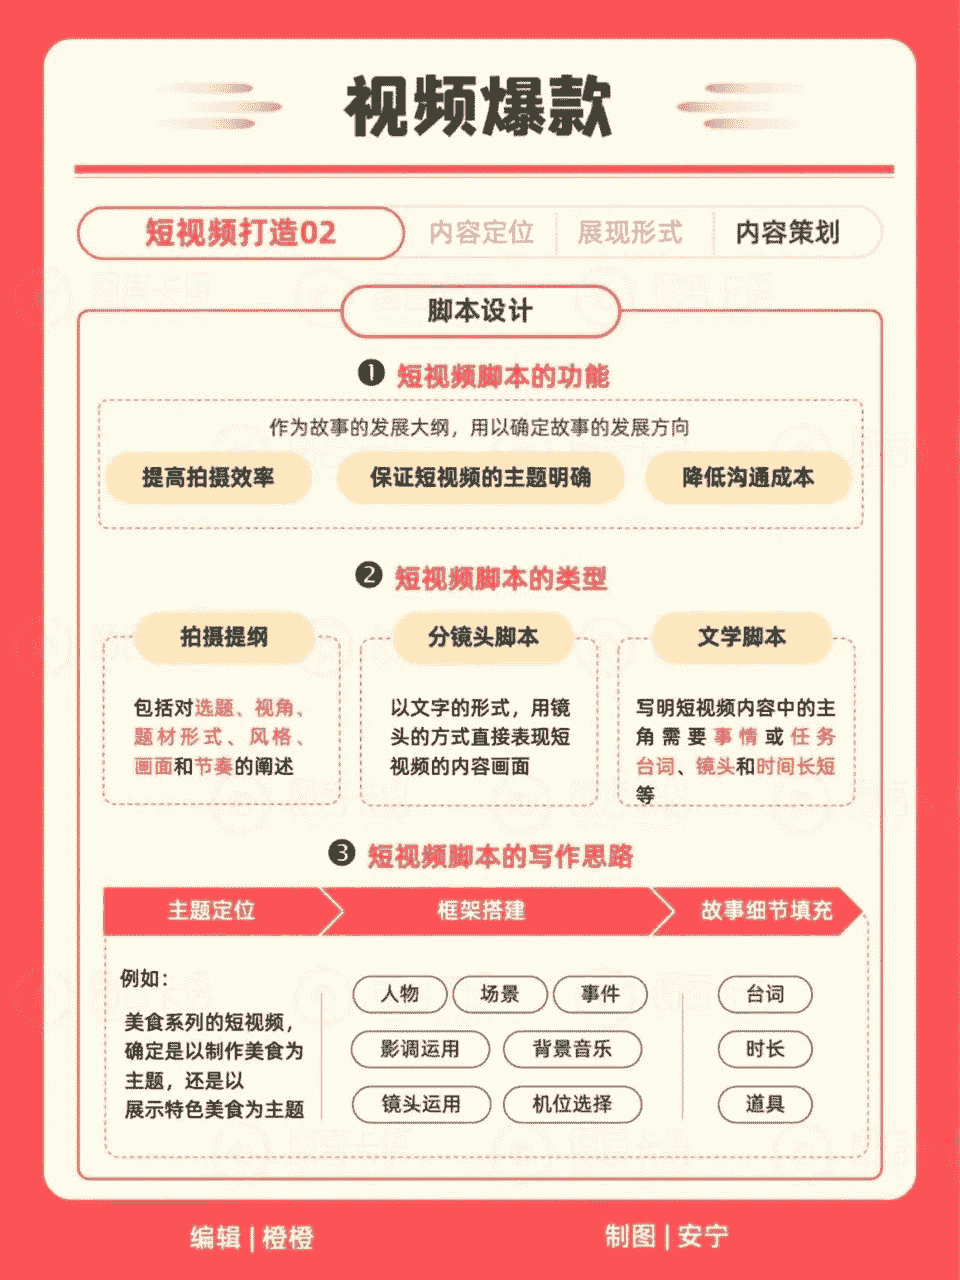 视频爆款
短视频打造02
内容定位
展现形式
内容策划
脚本设计
❶ 短视频脚本的功能
作为故事的发展大纲，用以确定故事的发展方向
提高拍摄效率
保证短视频的主题明确
降低沟通成本
❷ 短视频脚本的类型
拍摄提纲
包括对选题、视角、
题材形式、风格、
画面和节奏的阐述
分镜头脚本
以文字的形式，用镜
头的方式直接表现短
视频的内容画面
文学脚本
写明短视频内容中的主
角需要事情或任务
台词、镜头和时间长短
等
❸ 短视频脚本的写作思路
主题定位
框架搭建
故事细节填充
例如：
美食系列的短视频，
确定是以制作美食为
主题，还是以
展示特色美食为主题
人物
场景
事件
影调运用
背景音乐
镜头运用
机位选择
台词
时长
道具
编辑 | 橙橙
制图 | 安宁